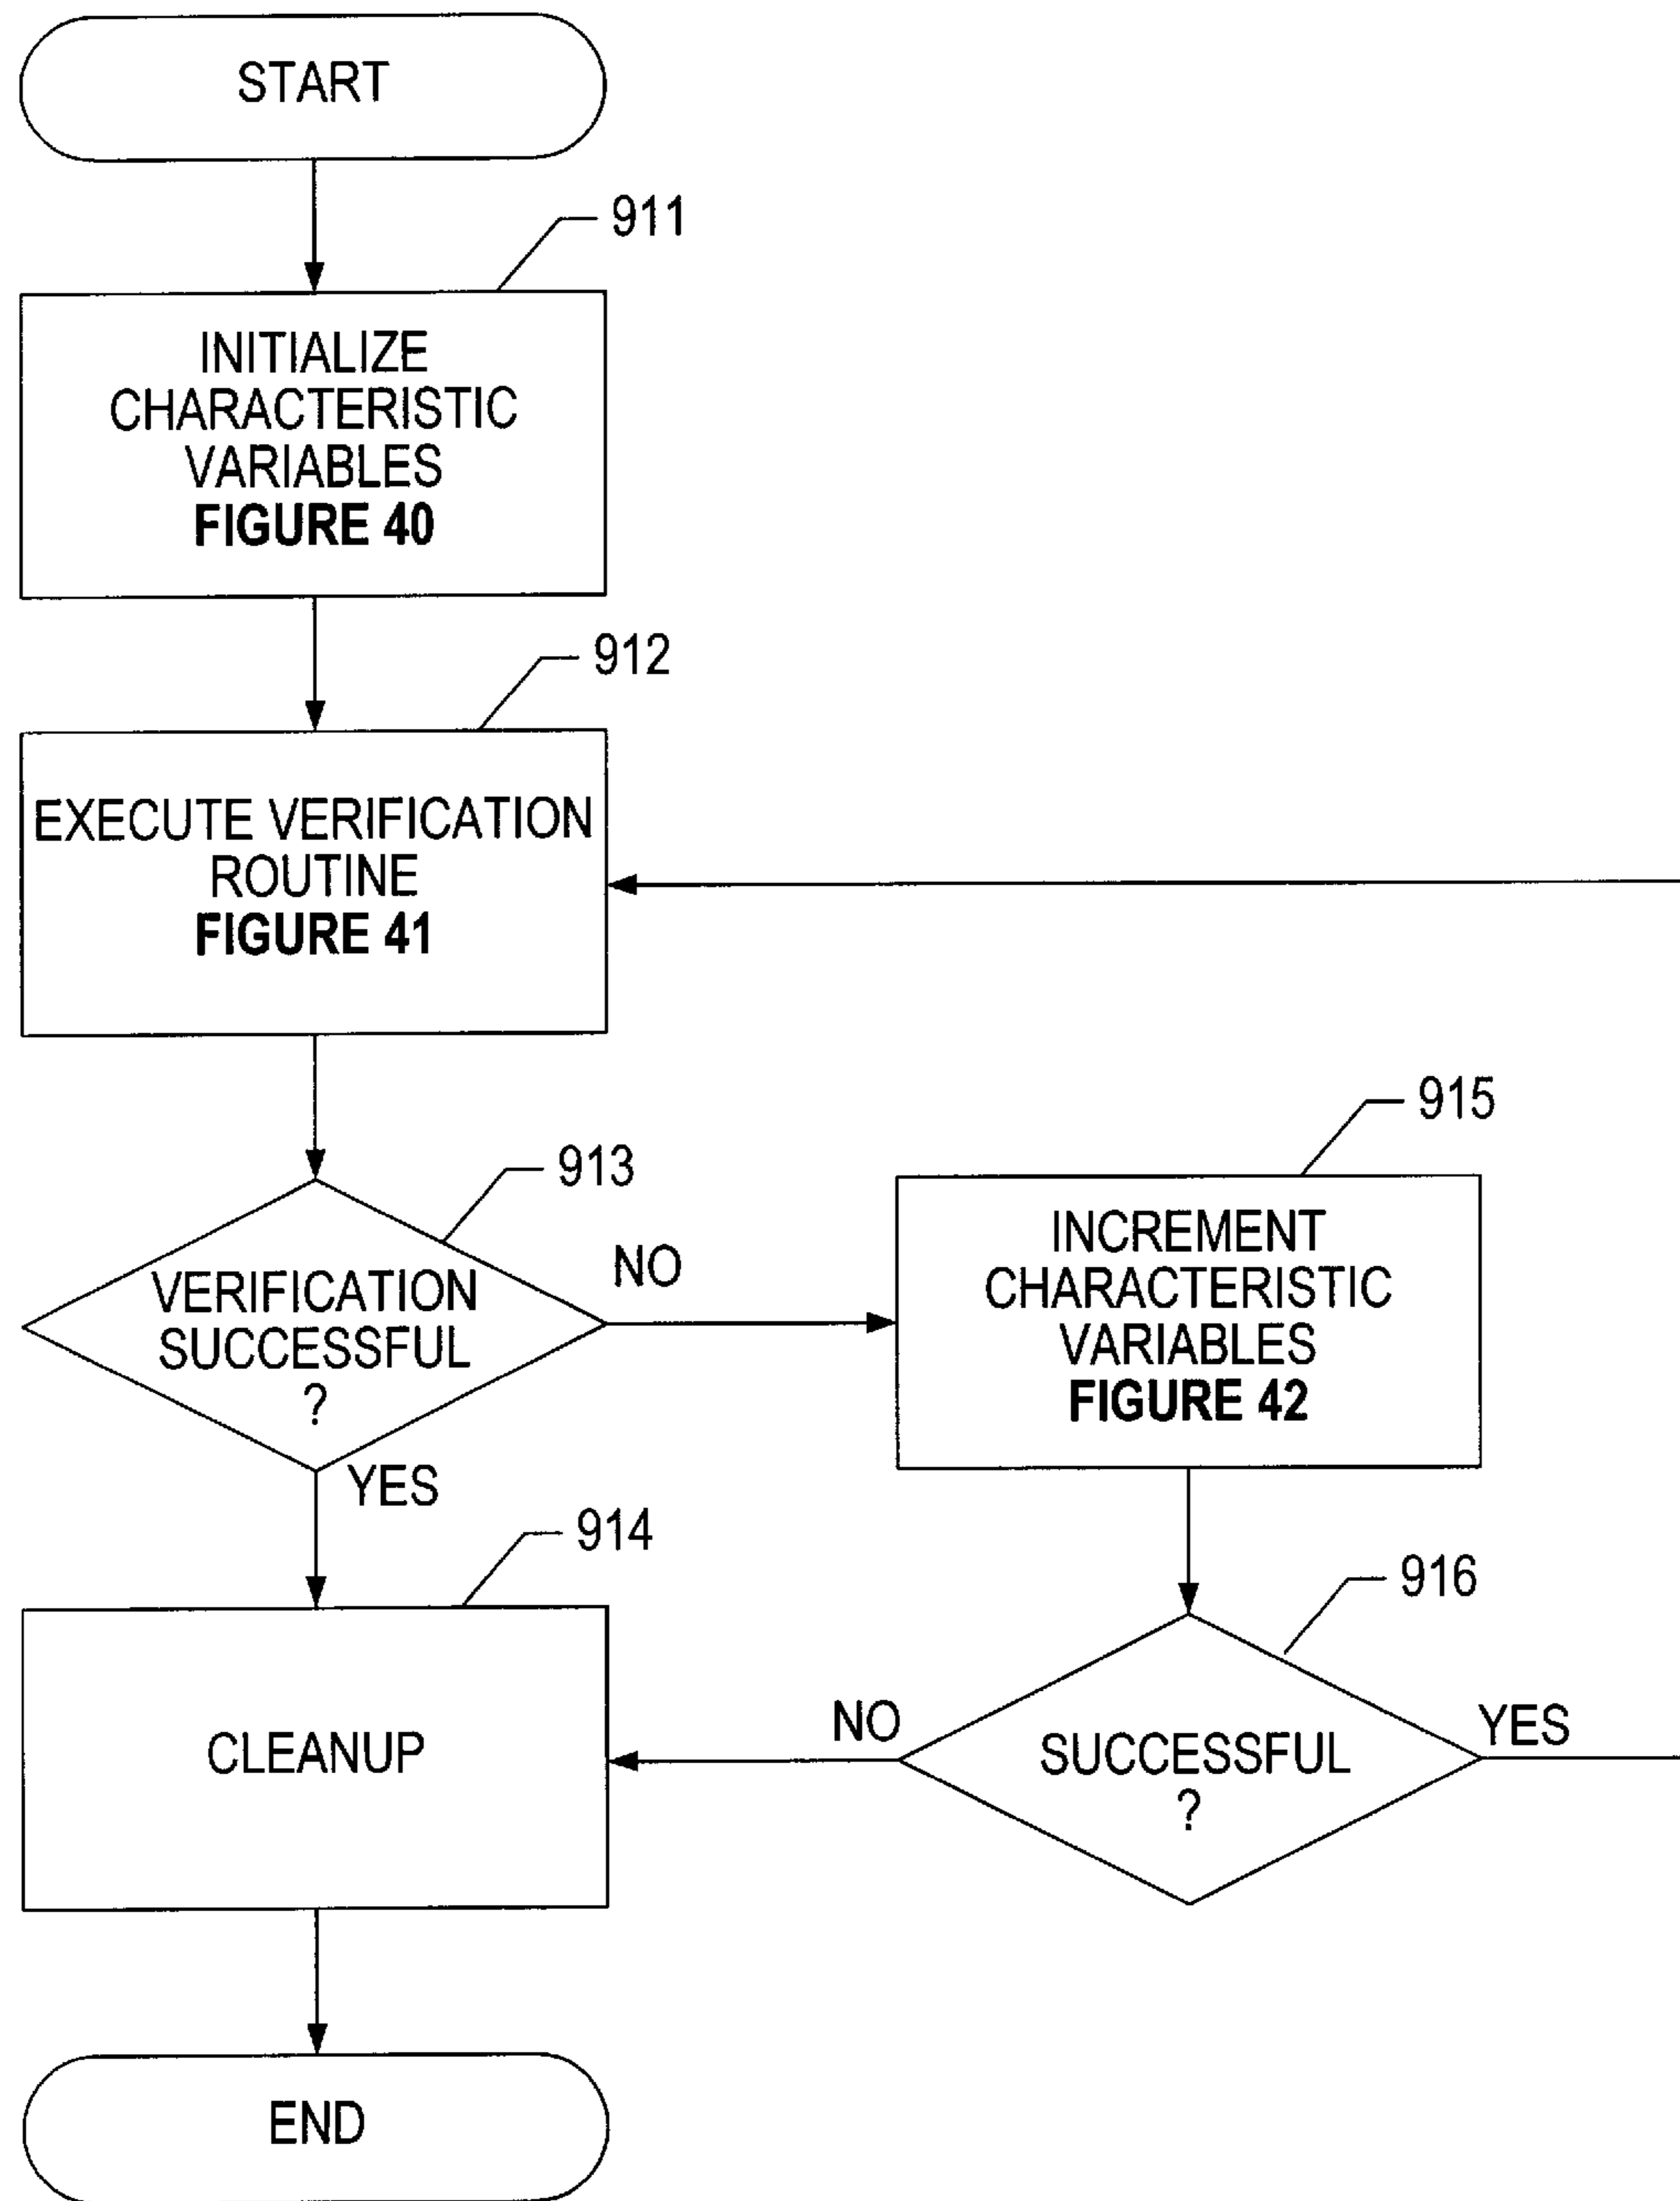 START
911
INITIALIZE
CHARACTERISTIC
VARIABLES
FIGURE 40
912
EXECUTE VERIFICATION
ROUTINE
FIGURE 41
913
VERIFICATION
SUCCESSFUL
?
NO
YES
915
INCREMENT
CHARACTERISTIC
VARIABLES
FIGURE 42
914
CLEANUP
916
SUCCESSFUL
?
NO
YES
END